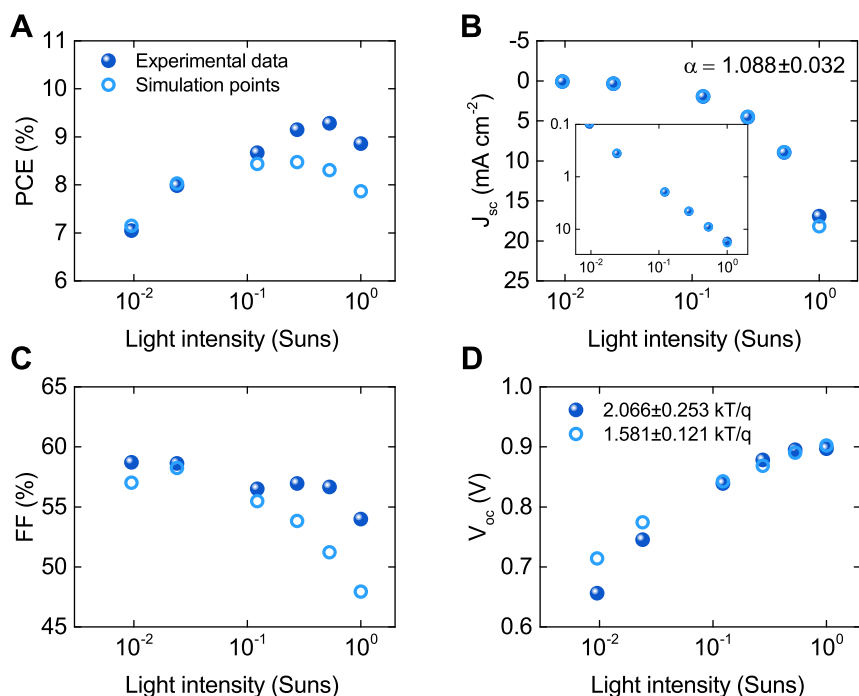 A
Experimental data
Simulation points
PCE (%)
11
10
9
8
7
6
10-2
10-1
100
Light intensity (Suns)
B
α = 1.088±0.032
Jsc (mA cm-2)
-5
0
5
10
15
20
25
0.1
1
10
10-2
10-1
100
10-2
10-1
100
Light intensity (Suns)
C
FF (%)
65
60
55
50
45
10-2
10-1
100
Light intensity (Suns)
D
2.066±0.253 kT/q
1.581±0.121 kT/q
Voc (V)
1.0
0.9
0.8
0.7
0.6
10-2
10-1
100
Light intensity (Suns)